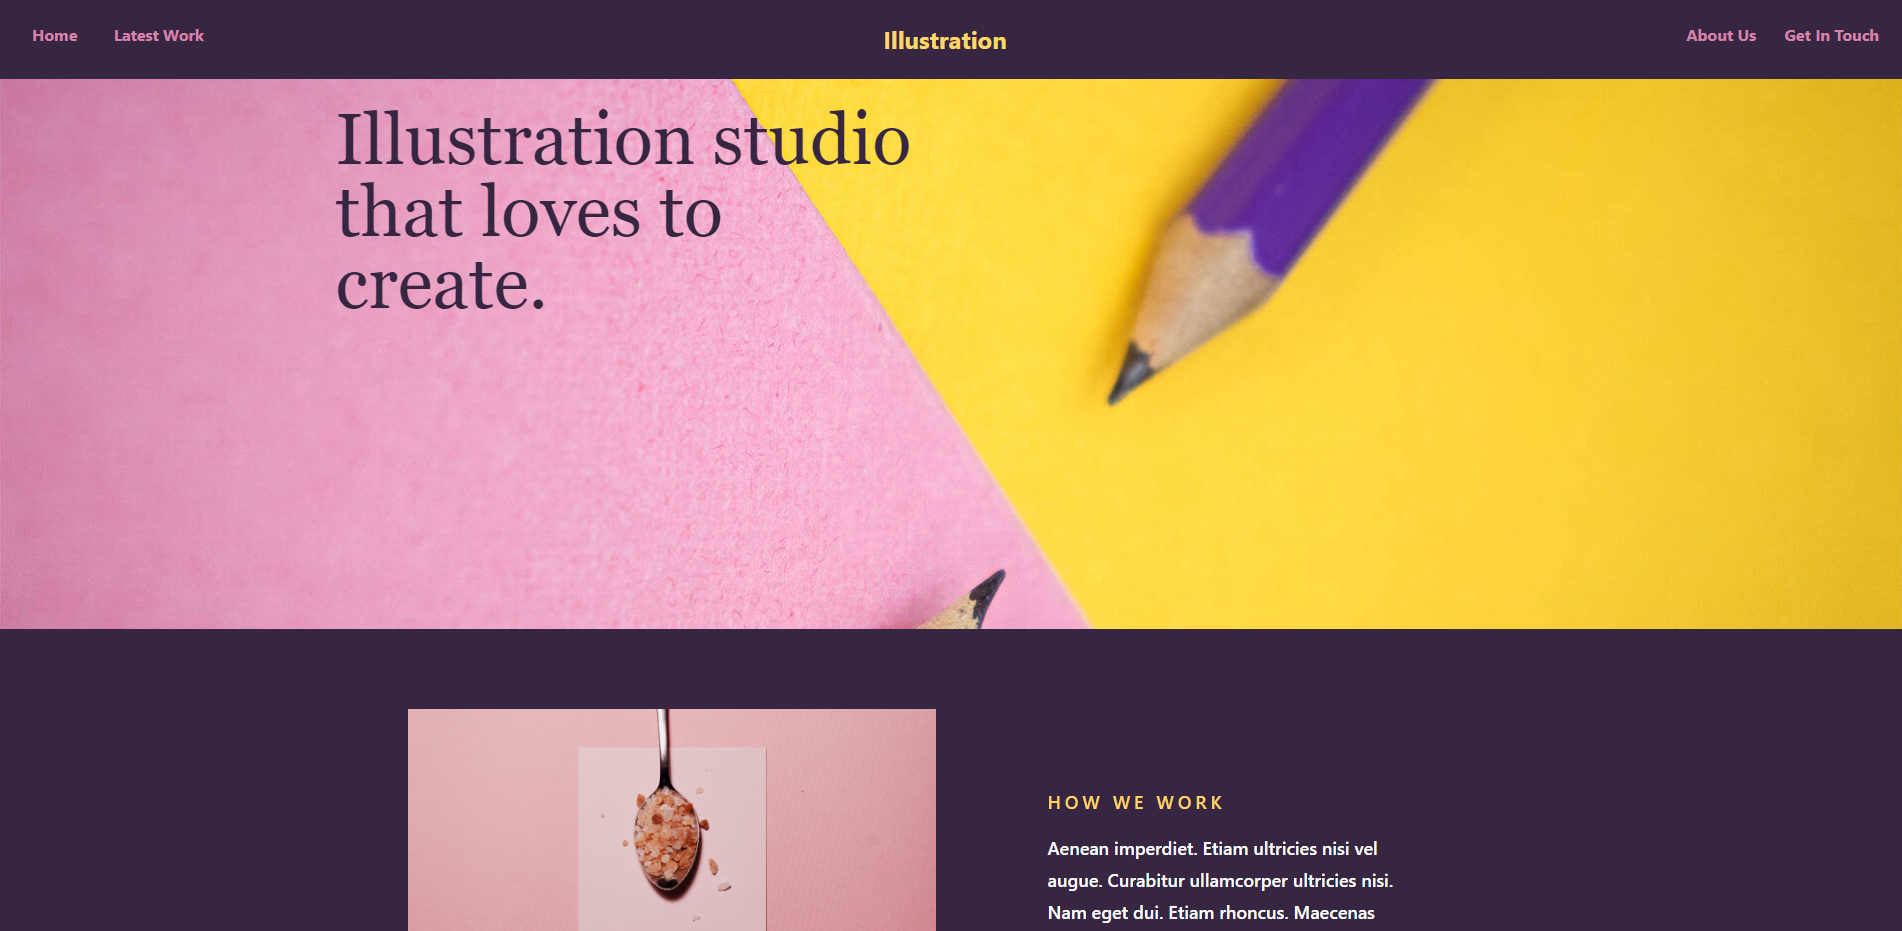 Home
Latest Work
Illustration
About Us
Get In Touch
Illustration studio
that loves to
create.
HOW WE WORK
Aenean imperdiet. Etiam ultricies nisi vel
augue. Curabitur ullamcorper ultricies nisi.
Nam eget dui. Etiam rhoncus. Maecenas